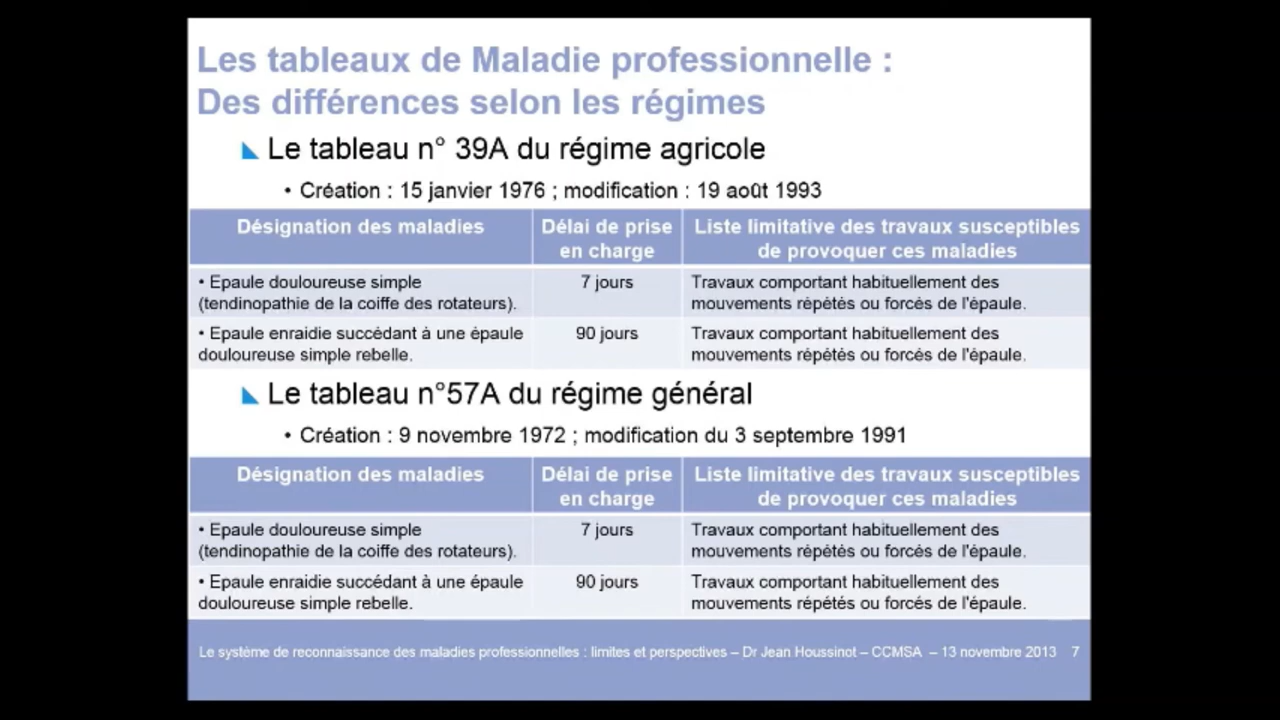 Les tableaux de Maladie professionnelle :
Des différences selon les régimes
Le tableau n° 39A du régime agricole
• Création : 15 janvier 1976 ; modification : 19 août 1993
Désignation des maladies
Délai de prise
en charge
Liste limitative des travaux susceptibles
de provoquer ces maladies
• Epaule douloureuse simple
(tendinopathie de la coiffe des rotateurs).
7 jours
Travaux comportant habituellement des
mouvements répétés ou forcés de l'épaule.
• Epaule enraidie succédant à une épaule
douloureuse simple rebelle.
90 jours
Travaux comportant habituellement des
mouvements répétés ou forcés de l'épaule.
Le tableau n°57A du régime général
• Création : 9 novembre 1972 ; modification du 3 septembre 1991
Désignation des maladies
Délai de prise
en charge
Liste limitative des travaux susceptibles
de provoquer ces maladies
• Epaule douloureuse simple
(tendinopathie de la coiffe des rotateurs).
7 jours
Travaux comportant habituellement des
mouvements répétés ou forcés de l'épaule.
• Epaule enraidie succédant à une épaule
douloureuse simple rebelle.
90 jours
Travaux comportant habituellement des
mouvements répétés ou forcés de l'épaule.
Le système de reconnaissance des maladies professionnelles : limites et perspectives – Dr Jean Houssinot – CCMSA – 13 novembre 2013 7